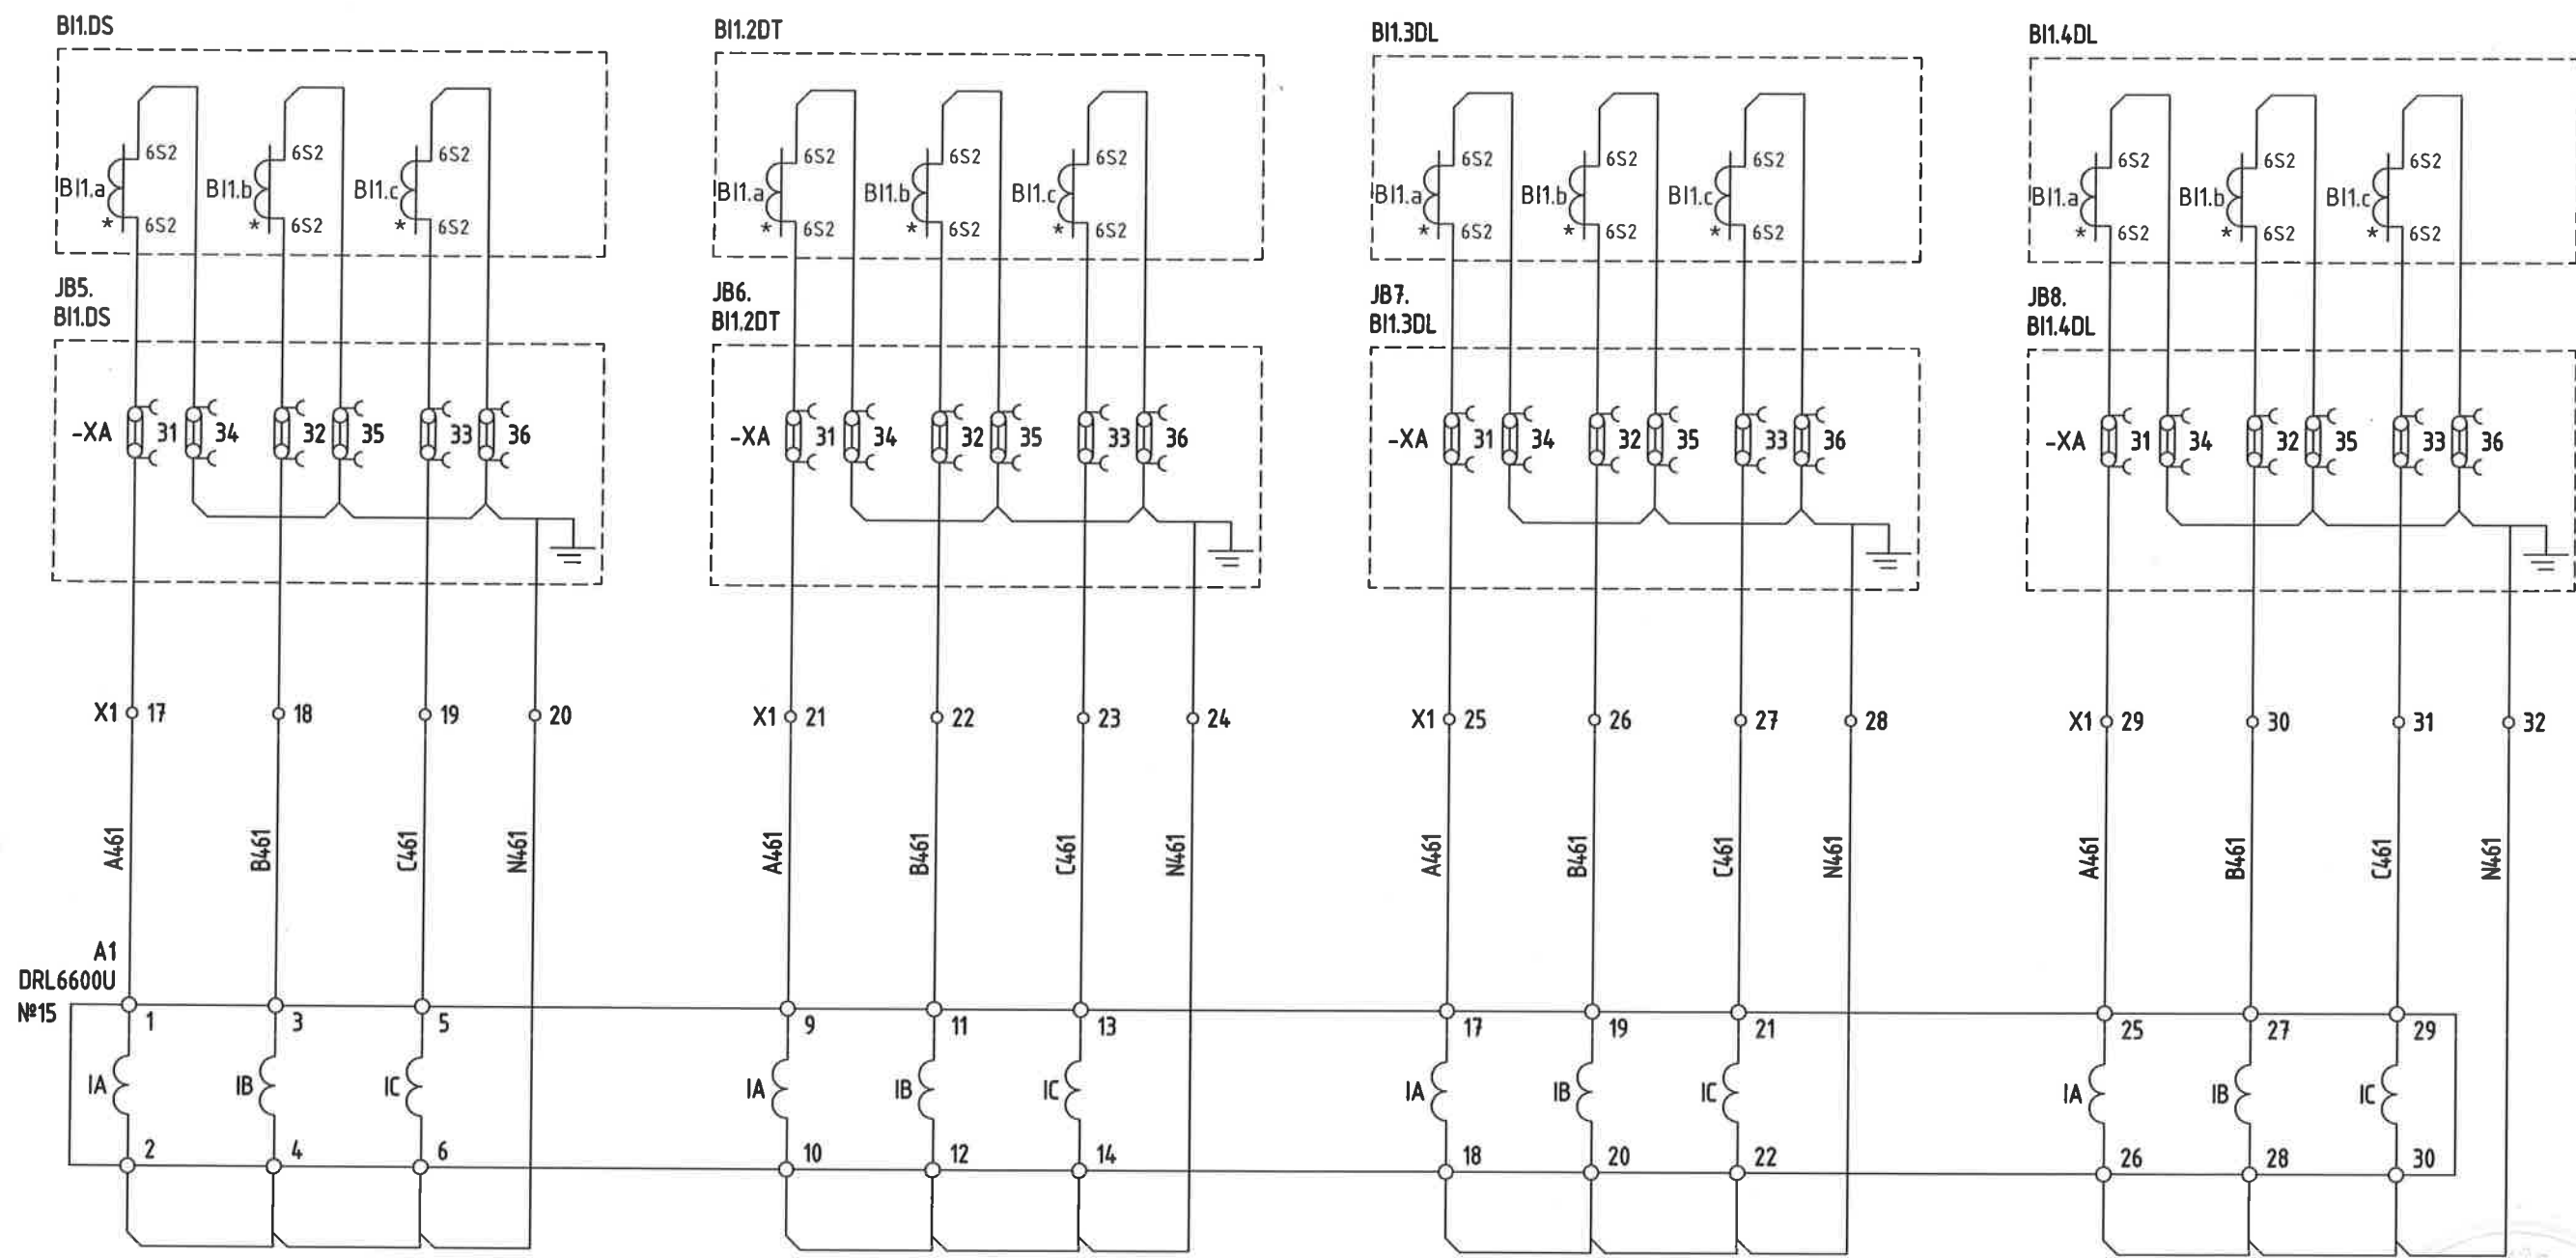 BI1.DS
BI1.2DT
BI1.3DL
BI1.4DL
6S2 6S2 6S2
6S2 6S2 6S2
6S2 6S2 6S2
6S2 6S2 6S2
BI1.a BI1.b BI1.c
BI1.a BI1.b BI1.c
BI1.a BI1.b BI1.c
BI1.a BI1.b BI1.c
* 6S2 * 6S2 * 6S2
* 6S2 * 6S2 * 6S2
* 6S2 * 6S2 * 6S2
* 6S2 * 6S2 * 6S2
JB5.
BI1.DS
JB6.
BI1.2DT
JB7.
BI1.3DL
JB8.
BI1.4DL
-XA 31 34 32 35 33 36
-XA 31 34 32 35 33 36
-XA 31 34 32 35 33 36
-XA 31 34 32 35 33 36
X1 17 18 19 20
X1 21 22 23 24
X1 25 26 27 28
X1 29 30 31 32
A461 B461 C461 N461
A461 B461 C461 N461
A461 B461 C461 N461
A461 B461 C461 N461
A1
DRL6600U
№15
1 3 5
9 11 13
17 19 21
25 27 29
IA IB IC
IA IB IC
IA IB IC
IA IB IC
2 4 6
10 12 14
18 20 22
26 28 30